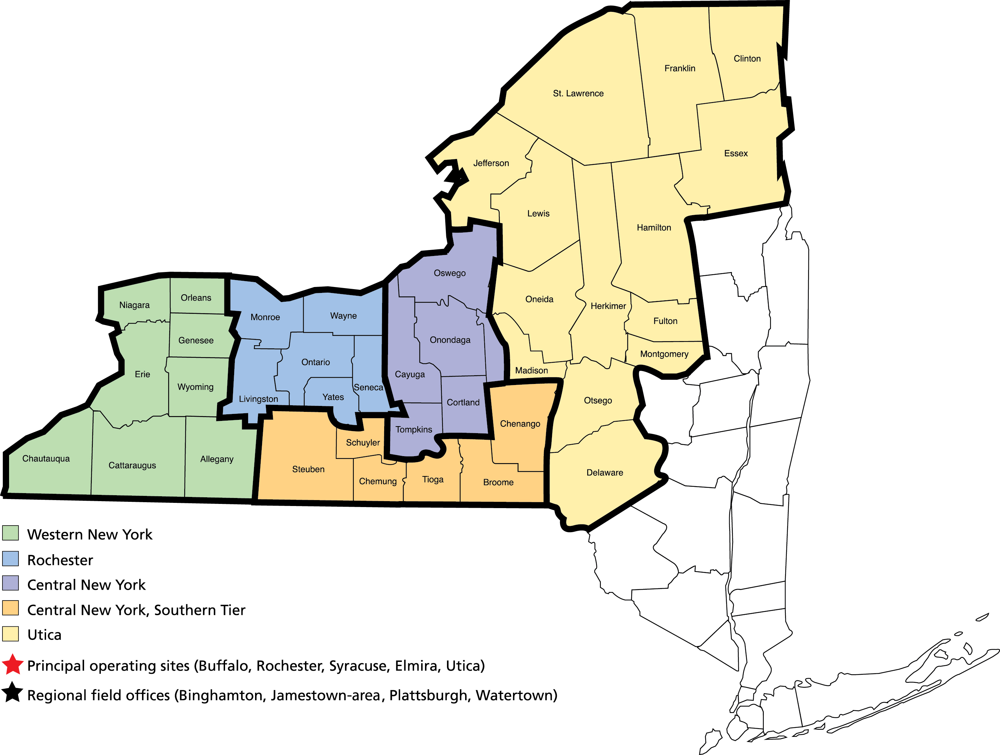 Clinton
Franklin
St. Lawrence
Essex
Jefferson
Lewis
Hamilton
Oswego
Orleans
Oneida
Niagara
Herkimer
Monroe
Wayne
Fulton
Genesee
Onondaga
Montgomery
Ontario
Madison
Erie
Cayuga
Wyoming
Seneca
Livingston
Yates
Otsego
Cortland
Chenango
Tompkins
Schuyler
Chautauqua
Cattaraugus
Allegany
Steuben
Delaware
Chemung
Tioga
Broome
Western New York
Rochester
Central New York
Central New York, Southern Tier
Utica
Principal operating sites (Buffalo, Rochester, Syracuse, Elmira, Utica)
Regional field offices (Binghamton, Jamestown-area, Plattsburgh, Watertown)